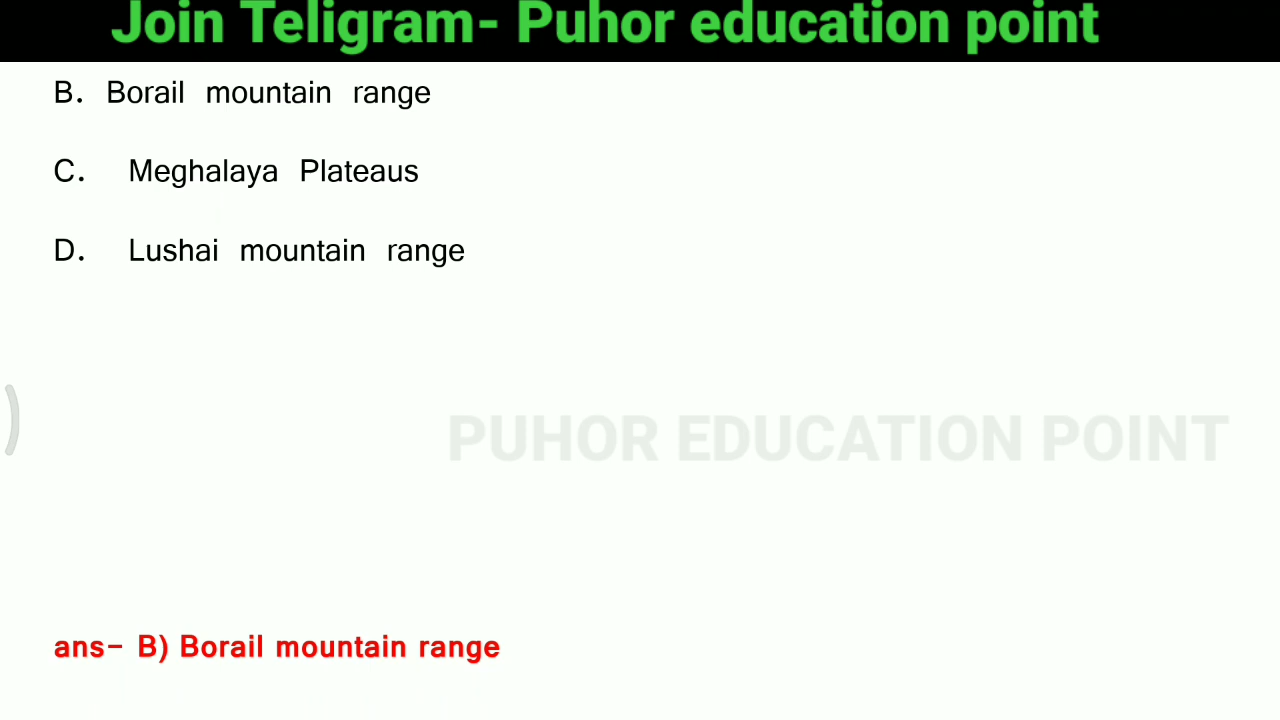 Join Teligram- Puhor education point
B. Borail mountain range
C. Meghalaya Plateaus
D. Lushai mountain range
PUHOR EDUCATION POINT
ans- B) Borail mountain range